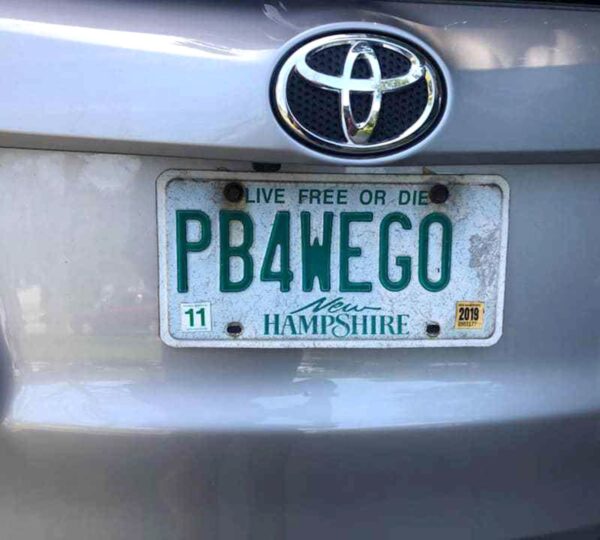 LIVE FREE OR DIE
PB4WEGO
11
New
2019
HAMPSHIRE